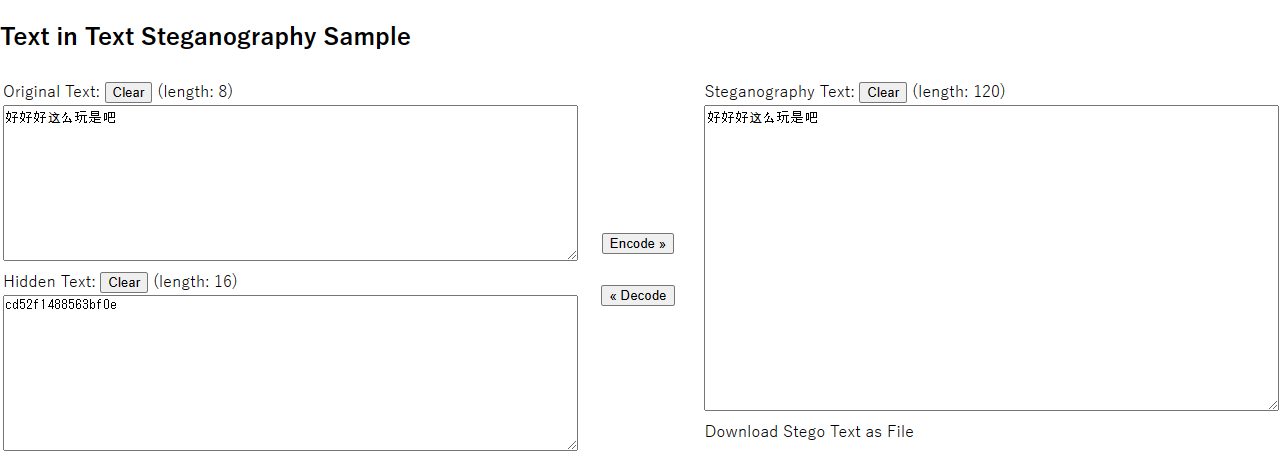 Text in Text Steganography Sample
Original Text: Clear (length: 8)
好好好这么玩是吧
Hidden Text: Clear (length: 16)
cd52f1488563bf0e
Encode »
« Decode
Steganography Text: Clear (length: 120)
好好好这么玩是吧
Download Stego Text as File